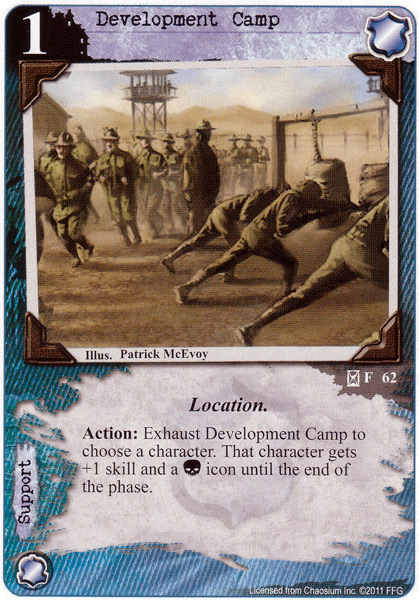 1
Development Camp
Illus. Patrick McEvoy
F 62
Location.
Action: Exhaust Development Camp to
choose a character. That character gets
+1 skill and a icon until the end of
the phase.
Support
Licensed from Chaosium Inc. ©2011 FFG